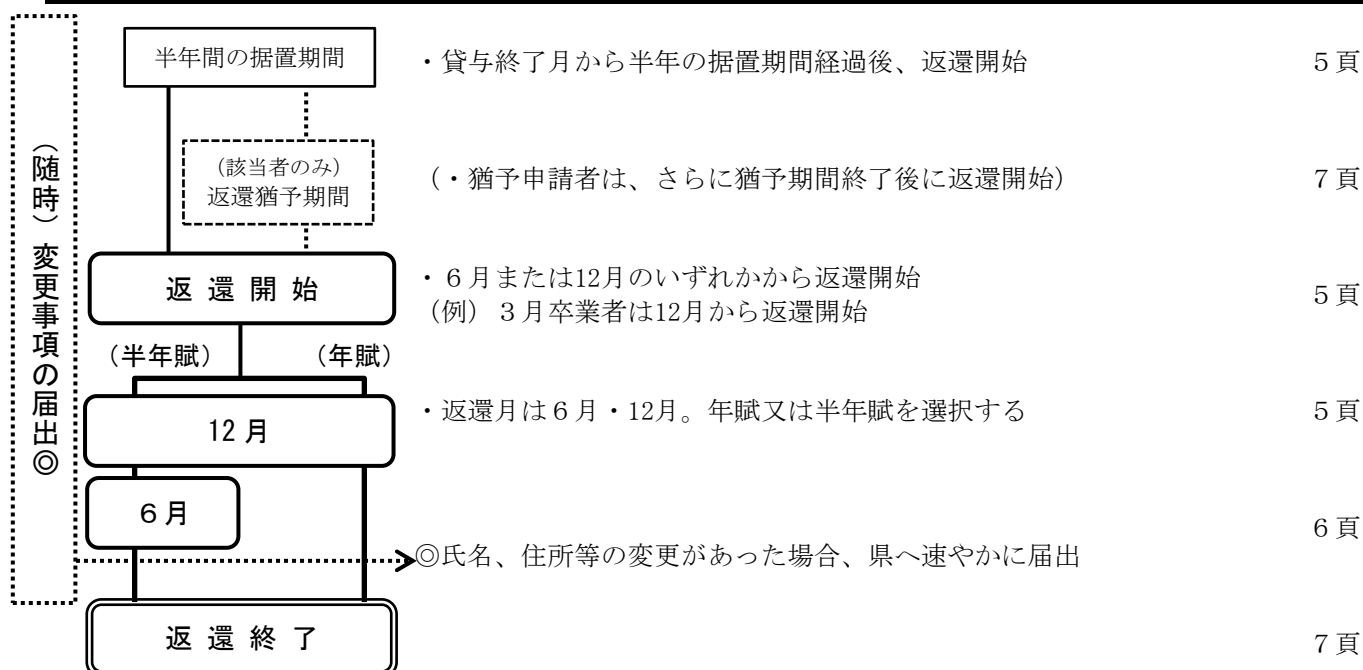 （随時）変更事項の届出◎
半年間の据置期間
・貸与終了月から半年の据置期間経過後、返還開始
５頁
（該当者のみ）
返還猶予期間
（・猶予申請者は、さらに猶予期間終了後に返還開始）
７頁
返 還 開 始
・６月または12月のいずれかから返還開始
（例）３月卒業者は12月から返還開始
５頁
（半年賦）
（年賦）
12 月
・返還月は６月・12月。年賦又は半年賦を選択する
５頁
６月
６頁
◎氏名、住所等の変更があった場合、県へ速やかに届出
返 還 終 了
７頁